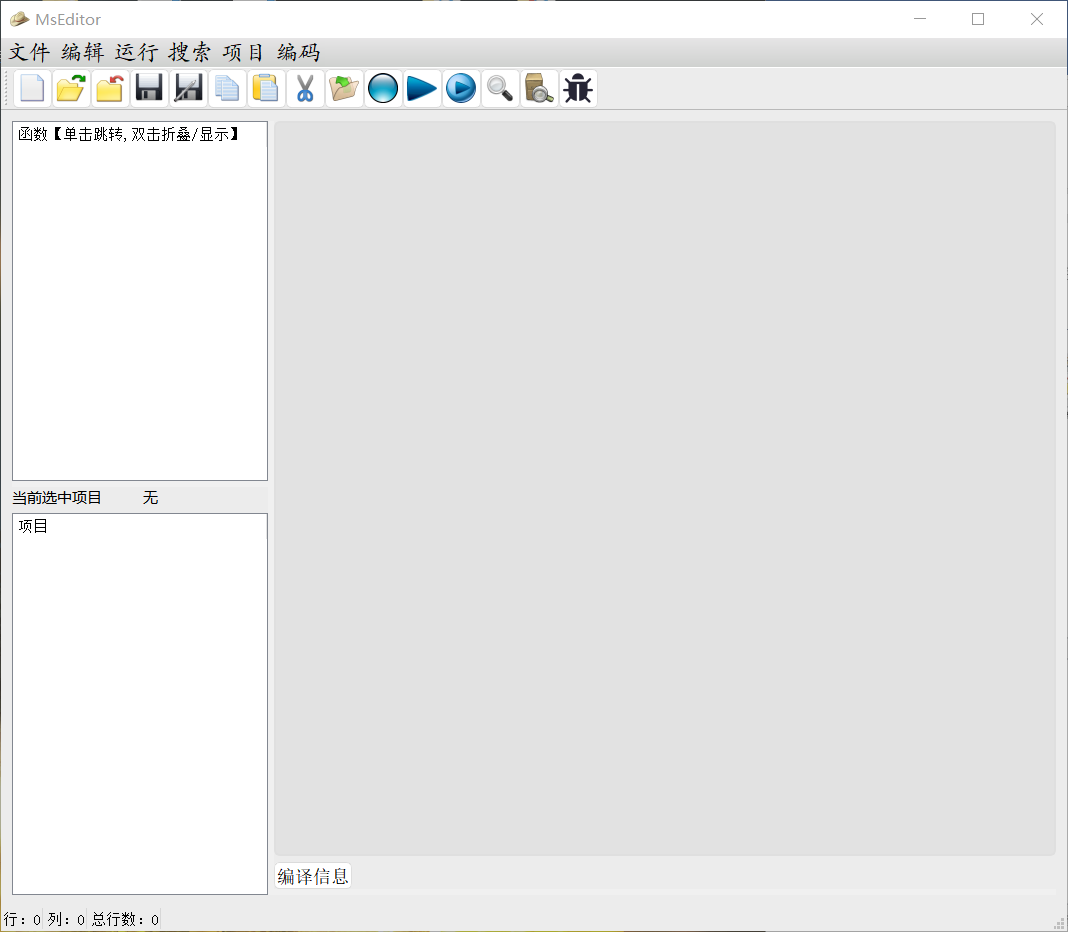 MsEditor
文件 编辑 运行 搜索 项目 编码
函数【单击跳转,双击折叠/显示】
当前选中项目 无
项目
编译信息
行：0 列：0 总行数：0